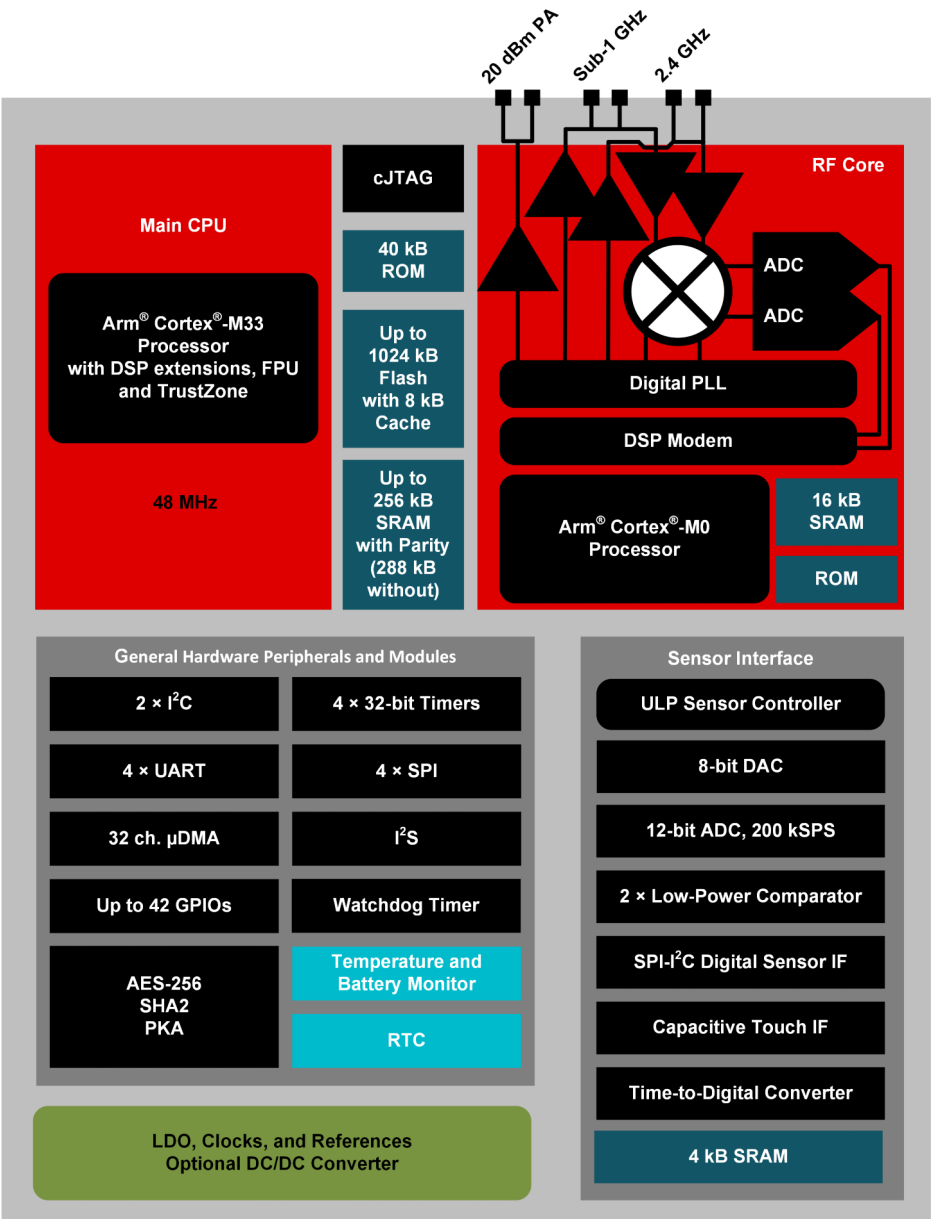 20 dBm PA
Sub-1 GHz
2.4 GHz
Main CPU
Arm® Cortex®-M33
Processor
with DSP extensions, FPU
and TrustZone
48 MHz
cJTAG
40 kB
ROM
Up to
1024 kB
Flash
with 8 kB
Cache
Up to
256 kB
SRAM
with Parity
(288 kB
without)
RF Core
ADC
ADC
Digital PLL
DSP Modem
Arm® Cortex®-M0
Processor
16 kB
SRAM
ROM
General Hardware Peripherals and Modules
2 × I²C
4 × 32-bit Timers
4 × UART
4 × SPI
32 ch. µDMA
I²S
Up to 42 GPIOs
Watchdog Timer
AES-256
SHA2
PKA
Temperature and
Battery Monitor
RTC
LDO, Clocks, and References
Optional DC/DC Converter
Sensor Interface
ULP Sensor Controller
8-bit DAC
12-bit ADC, 200 kSPS
2 × Low-Power Comparator
SPI-I²C Digital Sensor IF
Capacitive Touch IF
Time-to-Digital Converter
4 kB SRAM